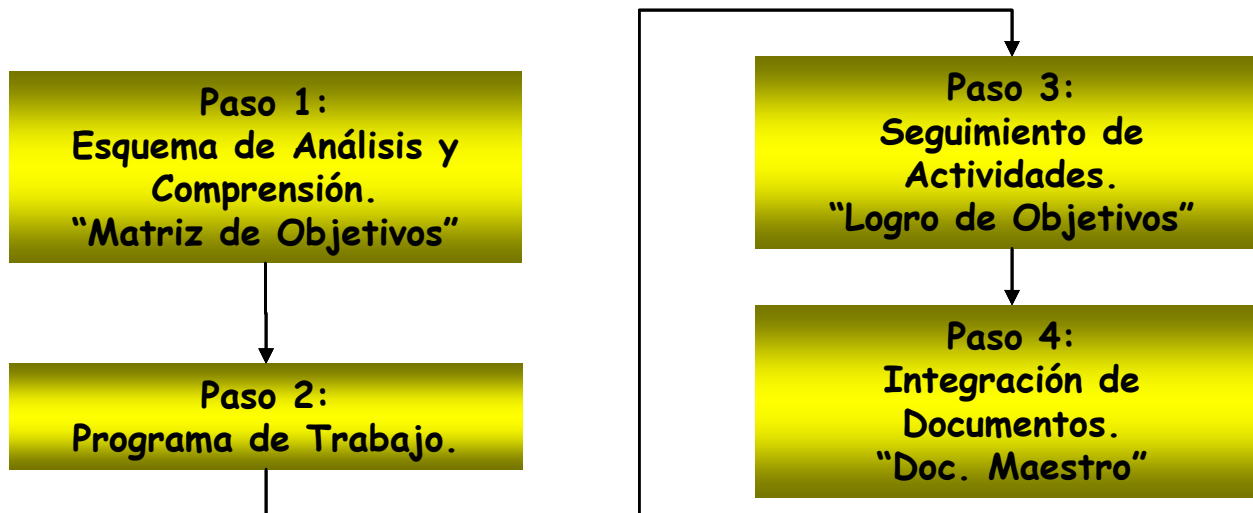 Paso 1:
Esquema de Análisis y
Comprensión.
“Matriz de Objetivos”
Paso 2:
Programa de Trabajo.
Paso 3:
Seguimiento de
Actividades.
“Logro de Objetivos”
Paso 4:
Integración de
Documentos.
“Doc. Maestro”